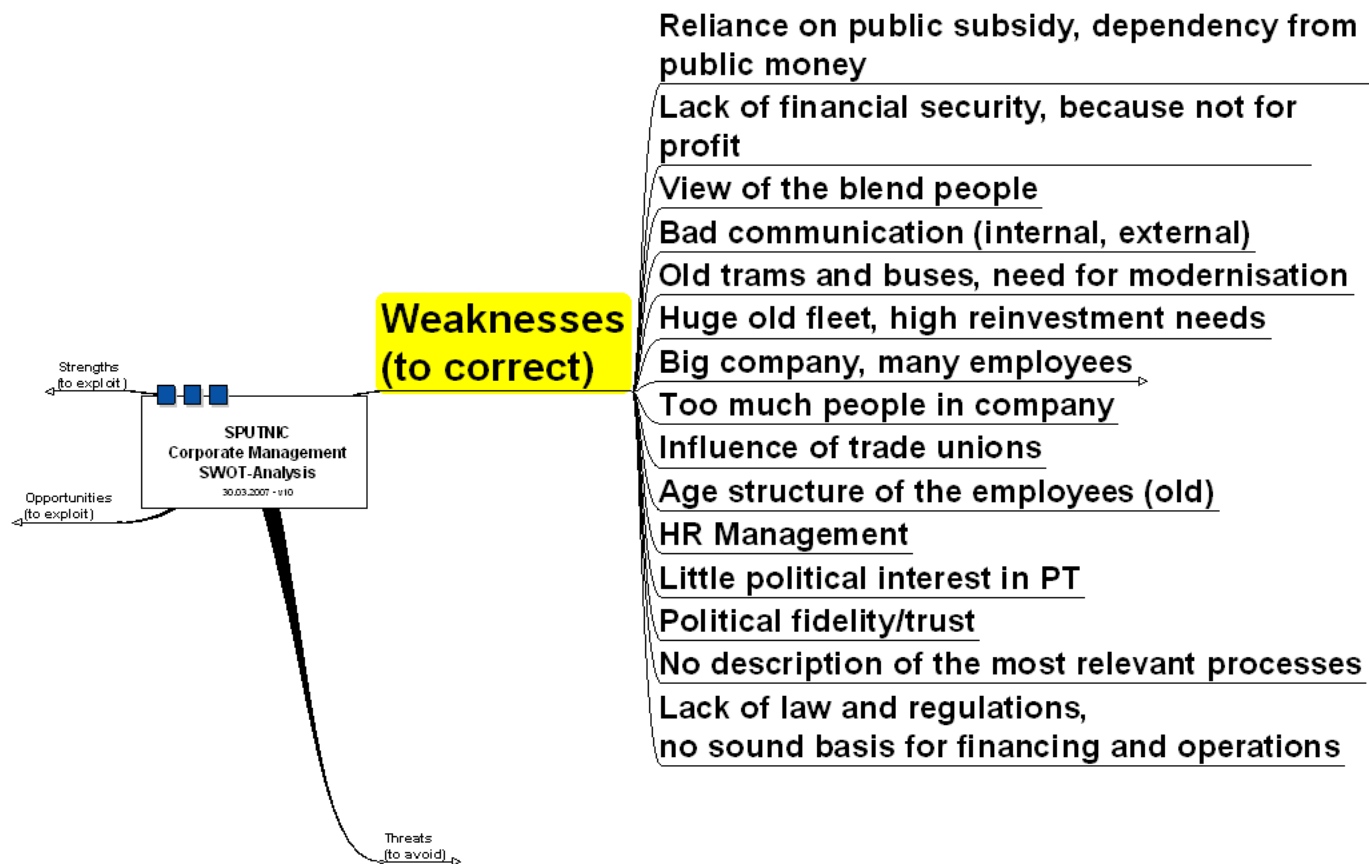 Reliance on public subsidy, dependency from
public money
Lack of financial security, because not for
profit
View of the blend people
Bad communication (internal, external)
Old trams and buses, need for modernisation
Huge old fleet, high reinvestment needs
Big company, many employees
Too much people in company
Influence of trade unions
Age structure of the employees (old)
HR Management
Little political interest in PT
Political fidelity/trust
No description of the most relevant processes
Lack of law and regulations,
no sound basis for financing and operations
Weaknesses
(to correct)
Strengths
(to exploit)
SPUTNIC
Corporate Management
SWOT-Analysis
30.03.2007 - v10
Opportunities
(to exploit)
Threats
(to avoid)